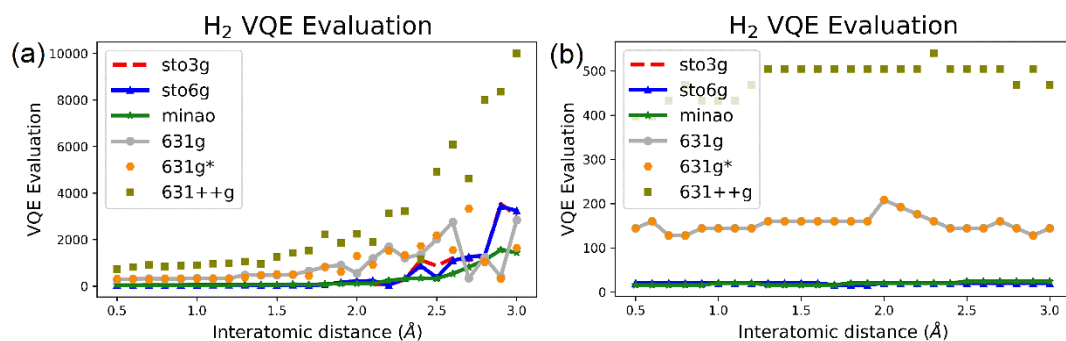 H₂ VQE Evaluation
(a)
10000
8000
6000
4000
2000
0
VQE Evaluation
sto3g
sto6g
minao
631g
631g*
631++g
0.5 1.0 1.5 2.0 2.5 3.0
Interatomic distance (Å)
H₂ VQE Evaluation
(b)
500
400
300
200
100
0
VQE Evaluation
sto3g
sto6g
minao
631g
631g*
631++g
0.5 1.0 1.5 2.0 2.5 3.0
Interatomic distance (Å)